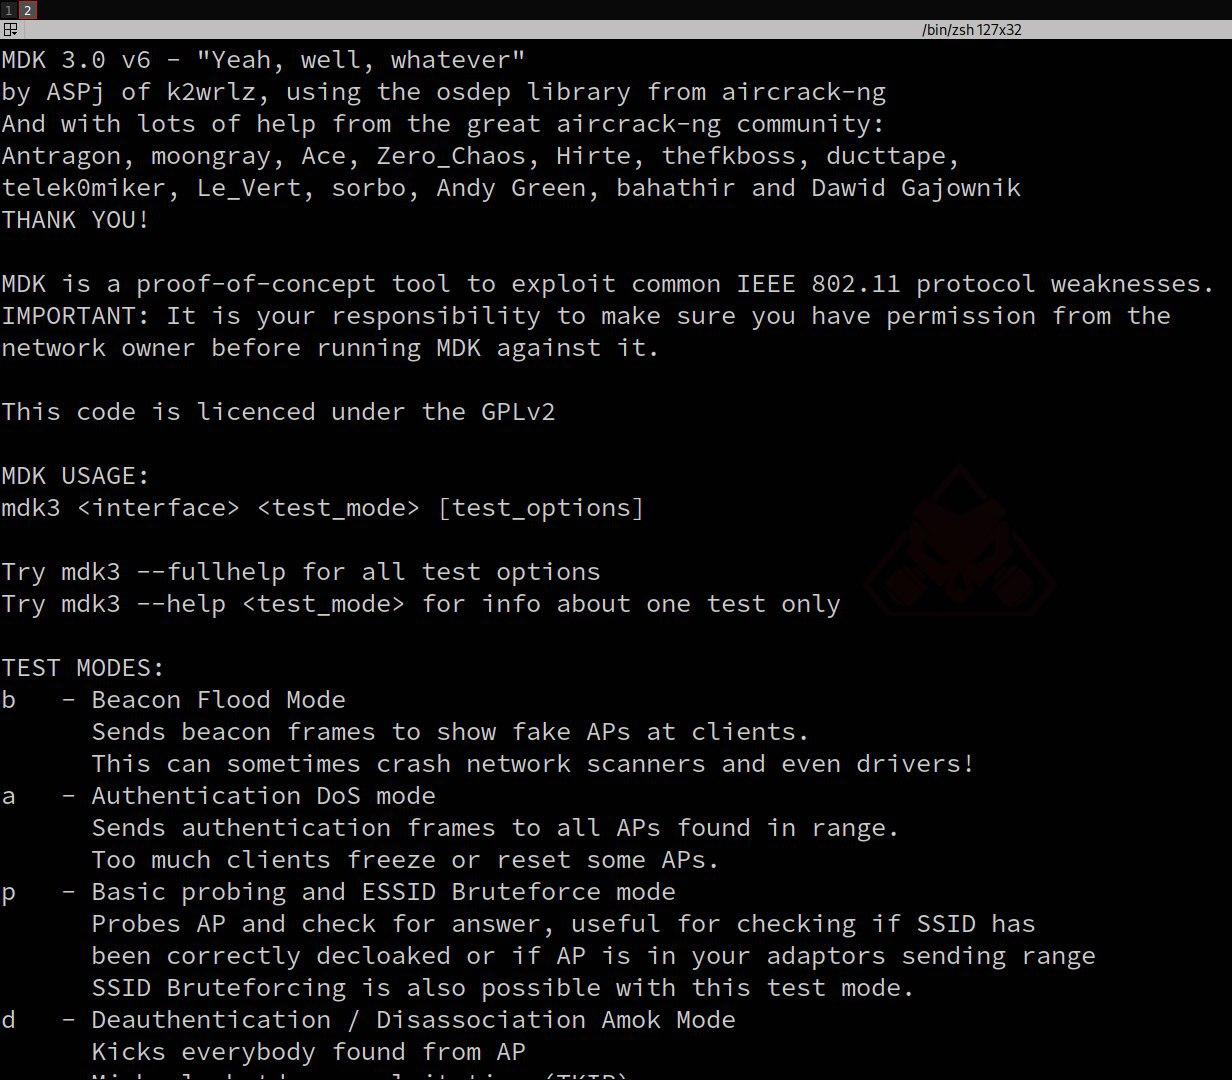 1 2
/bin/zsh 127x32
MDK 3.0 v6 - "Yeah, well, whatever"
by ASPj of k2wrlz, using the osdep library from aircrack-ng
And with lots of help from the great aircrack-ng community:
Antragon, moongray, Ace, Zero_Chaos, Hirte, thefkboss, ducttape,
telek0miker, Le_Vert, sorbo, Andy Green, bahathir and Dawid Gajownik
THANK YOU!
MDK is a proof-of-concept tool to exploit common IEEE 802.11 protocol weaknesses.
IMPORTANT: It is your responsibility to make sure you have permission from the
network owner before running MDK against it.
This code is licenced under the GPLv2
MDK USAGE:
mdk3 <interface> <test_mode> [test_options]
Try mdk3 --fullhelp for all test options
Try mdk3 --help <test_mode> for info about one test only
TEST MODES:
b   - Beacon Flood Mode
Sends beacon frames to show fake APs at clients.
This can sometimes crash network scanners and even drivers!
a   - Authentication DoS mode
Sends authentication frames to all APs found in range.
Too much clients freeze or reset some APs.
p   - Basic probing and ESSID Bruteforce mode
Probes AP and check for answer, useful for checking if SSID has
been correctly decloaked or if AP is in your adaptors sending range
SSID Bruteforcing is also possible with this test mode.
d   - Deauthentication / Disassociation Amok Mode
Kicks everybody found from AP